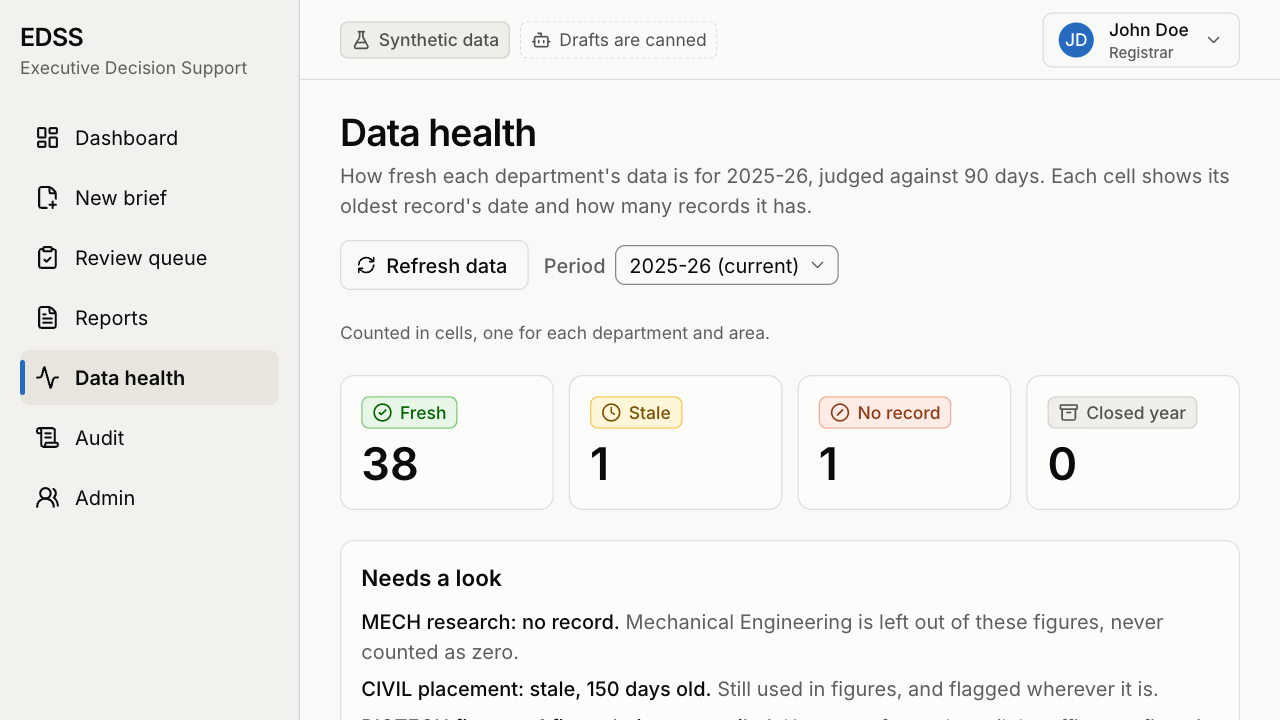 EDSS
Executive Decision Support
Dashboard
New brief
Review queue
Reports
Data health
Audit
Admin
Synthetic data
Drafts are canned
JD
John Doe
Registrar
Data health
How fresh each department's data is for 2025-26, judged against 90 days. Each cell shows its
oldest record's date and how many records it has.
Refresh data
Period
2025-26 (current)
Counted in cells, one for each department and area.
Fresh
38
Stale
1
No record
1
Closed year
0
Needs a look
MECH research: no record. Mechanical Engineering is left out of these figures, never
counted as zero.
CIVIL placement: stale, 150 days old. Still used in figures, and flagged wherever it is.